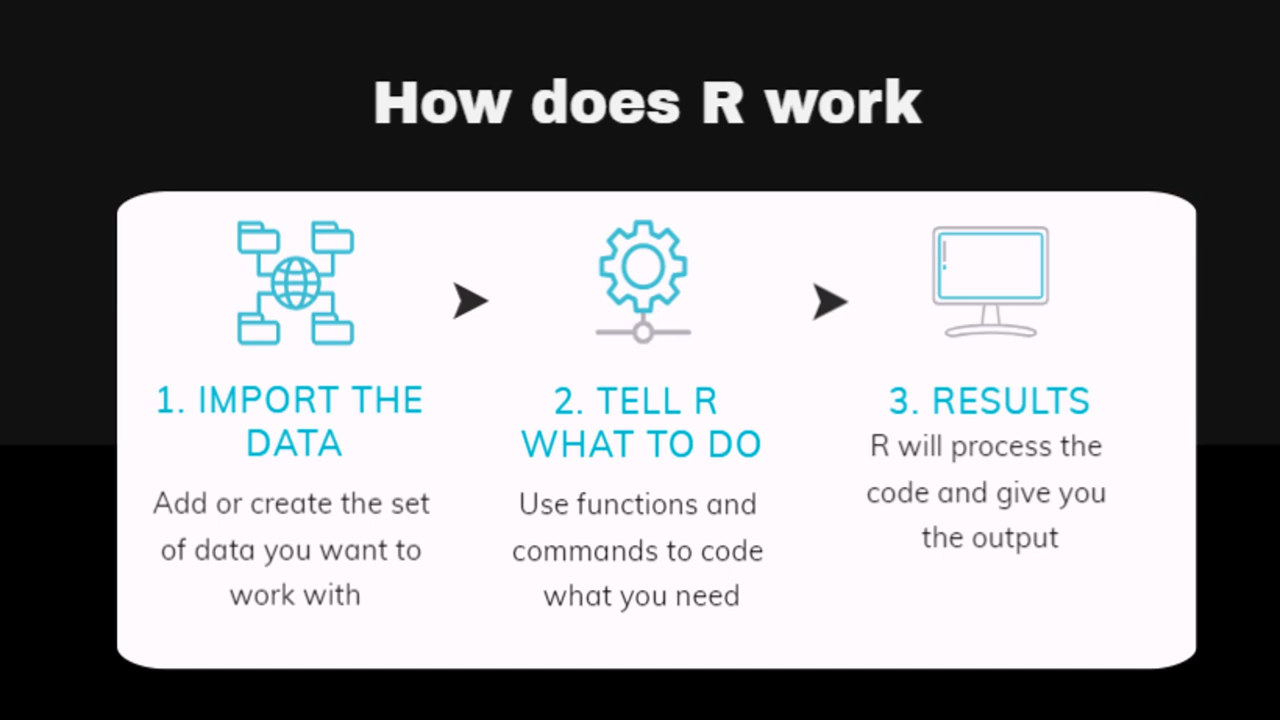 How does R work
1. IMPORT THE
DATA
Add or create the set
of data you want to
work with
2. TELL R
WHAT TO DO
Use functions and
commands to code
what you need
3. RESULTS
R will process the
code and give you
the output